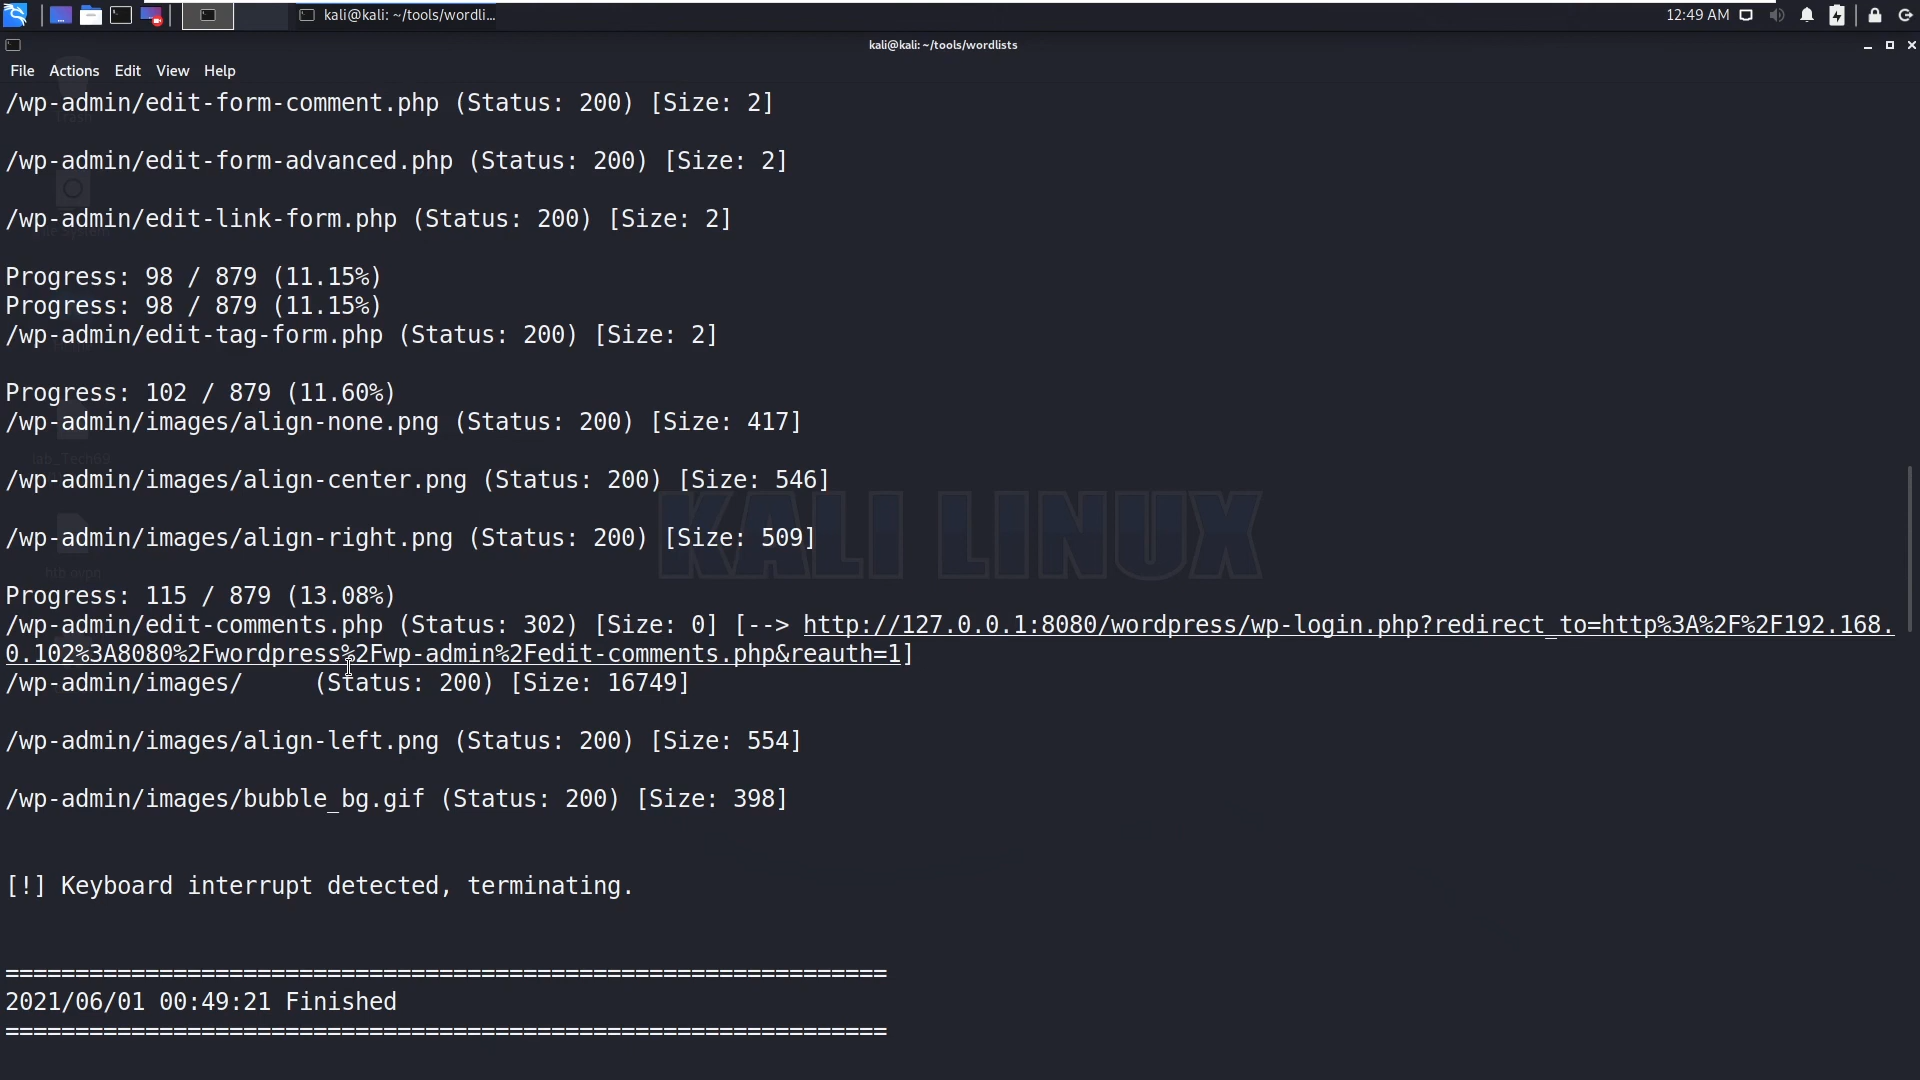 kali@kali: ~/tools/wordli...
12:49 AM
kali@kali: ~/tools/wordlists
File Actions Edit View Help
/wp-admin/edit-form-comment.php (Status: 200) [Size: 2]
/wp-admin/edit-form-advanced.php (Status: 200) [Size: 2]
/wp-admin/edit-link-form.php (Status: 200) [Size: 2]
Progress: 98 / 879 (11.15%)
Progress: 98 / 879 (11.15%)
/wp-admin/edit-tag-form.php (Status: 200) [Size: 2]
Progress: 102 / 879 (11.60%)
/wp-admin/images/align-none.png (Status: 200) [Size: 417]
lab_Tech69
/wp-admin/images/align-center.png (Status: 200) [Size: 546]
KALI LINUX
/wp-admin/images/align-right.png (Status: 200) [Size: 509]
Progress: 115 / 879 (13.08%)
/wp-admin/edit-comments.php (Status: 302) [Size: 0] [--> http://127.0.0.1:8080/wordpress/wp-login.php?redirect_to=http%3A%2F%2F192.168.
0.102%3A8080%2Fwordpress%2Fwp-admin%2Fedit-comments.php&reauth=1]
/wp-admin/images/     (Status: 200) [Size: 16749]
/wp-admin/images/align-left.png (Status: 200) [Size: 554]
/wp-admin/images/bubble_bg.gif (Status: 200) [Size: 398]
[!] Keyboard interrupt detected, terminating.
===============================================================
2021/06/01 00:49:21 Finished
===============================================================